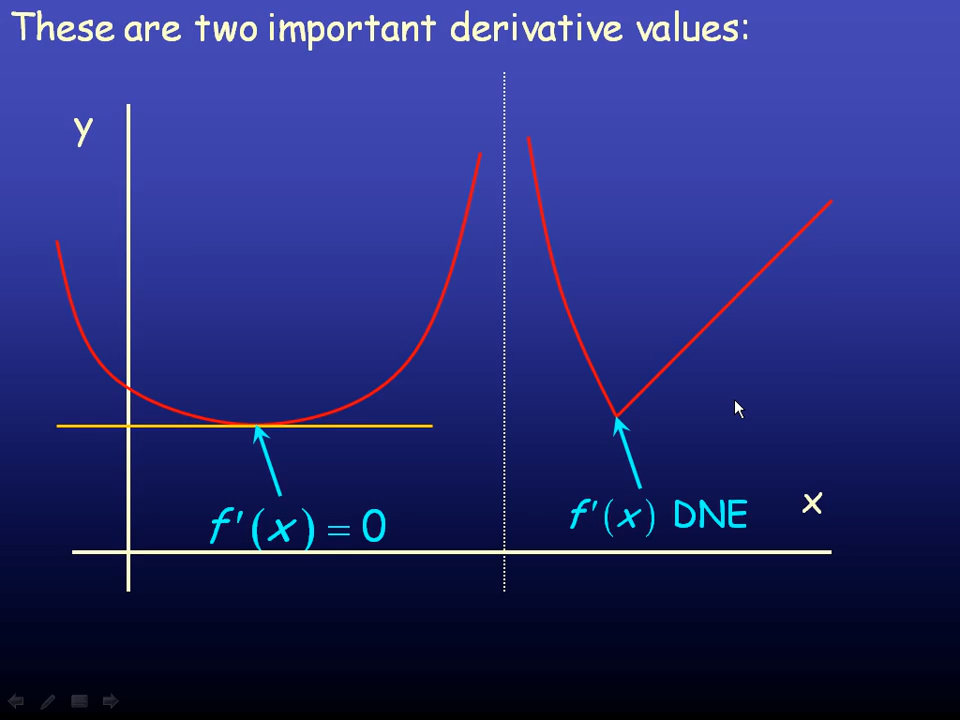 These are two important derivative values:
y
f'(x) = 0
f'(x) DNE
x